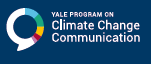 YALE PROGRAM ON
Climate Change
Communication